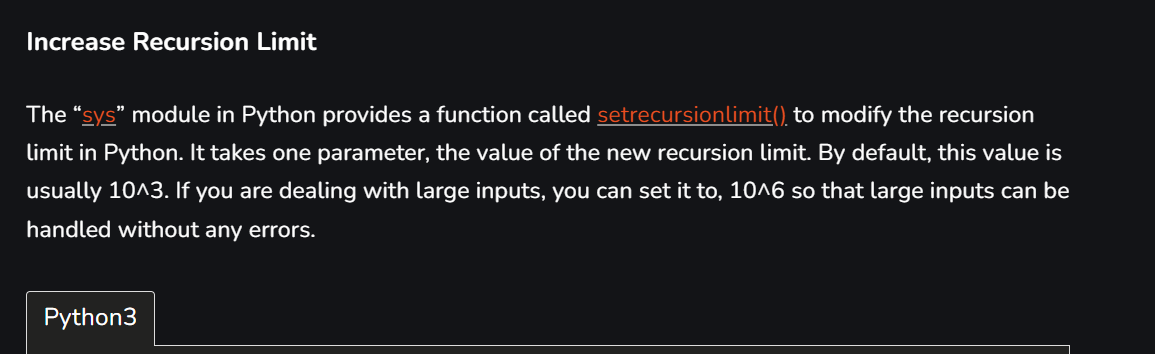 Increase Recursion Limit
The “sys” module in Python provides a function called setrecursionlimit() to modify the recursion
limit in Python. It takes one parameter, the value of the new recursion limit. By default, this value is
usually 10^3. If you are dealing with large inputs, you can set it to, 10^6 so that large inputs can be
handled without any errors.
Python3